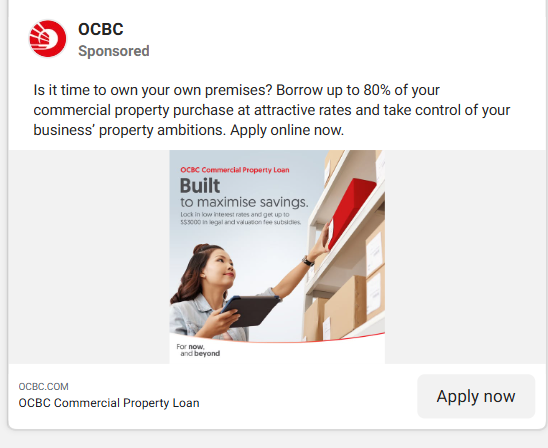 OCBC
Sponsored
Is it time to own your own premises? Borrow up to 80% of your
commercial property purchase at attractive rates and take control of your
business’ property ambitions. Apply online now.
OCBC Commercial Property Loan
Built
to maximise savings.
Lock in low interest rates and get up to
S$3000 in legal and valuation fee subsidies.
For now,
and beyond
OCBC.COM
OCBC Commercial Property Loan
Apply now